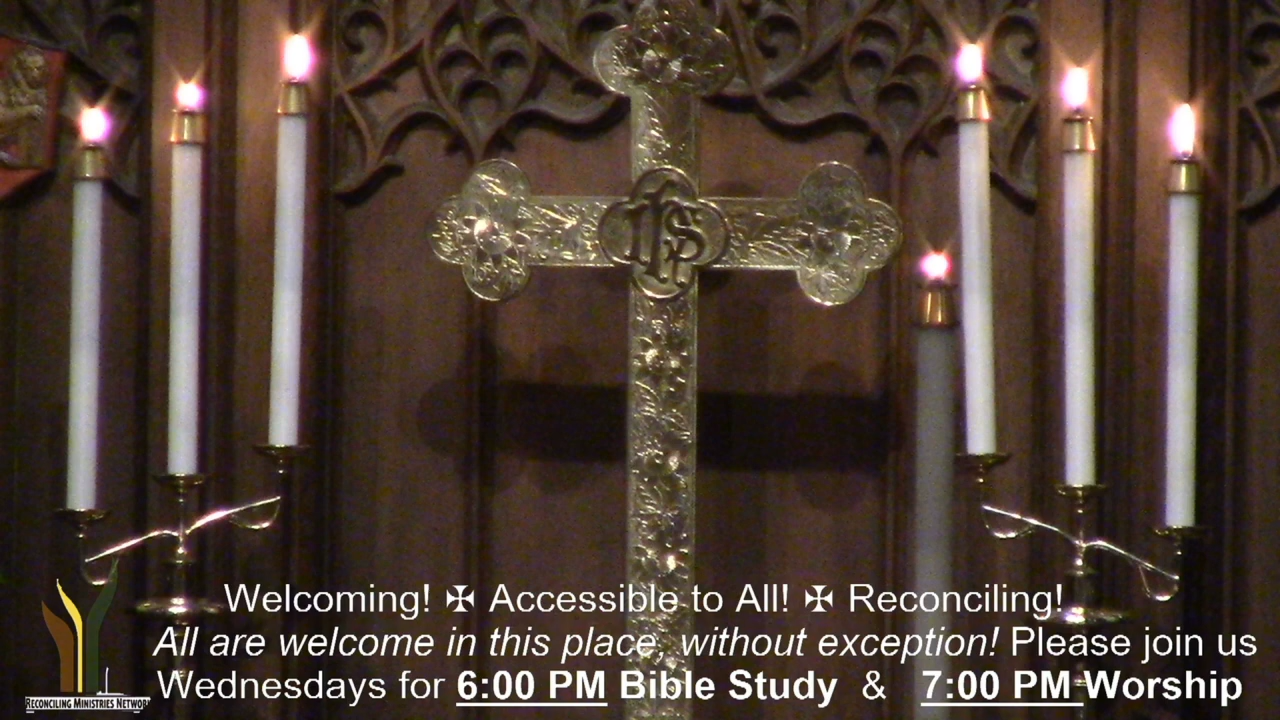 IHS
Welcoming! ✠ Accessible to All! ✠ Reconciling!
All are welcome in this place, without exception! Please join us
Wednesdays for 6:00 PM Bible Study & 7:00 PM Worship
RECONCILING MINISTRIES NETWORK